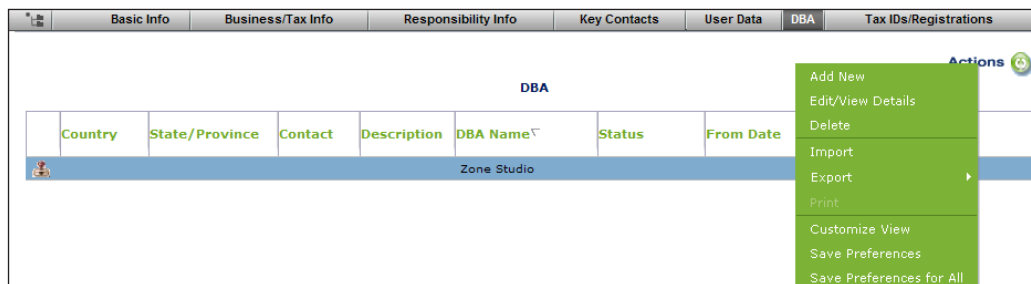 Basic Info Business/Tax Info Responsibility Info Key Contacts User Data DBA Tax IDs/Registrations
Actions
DBA
Country State/Province Contact Description DBA Name Status From Date
Zone Studio
Add New
Edit/View Details
Delete
Import
Export
Print
Customize View
Save Preferences
Save Preferences for All